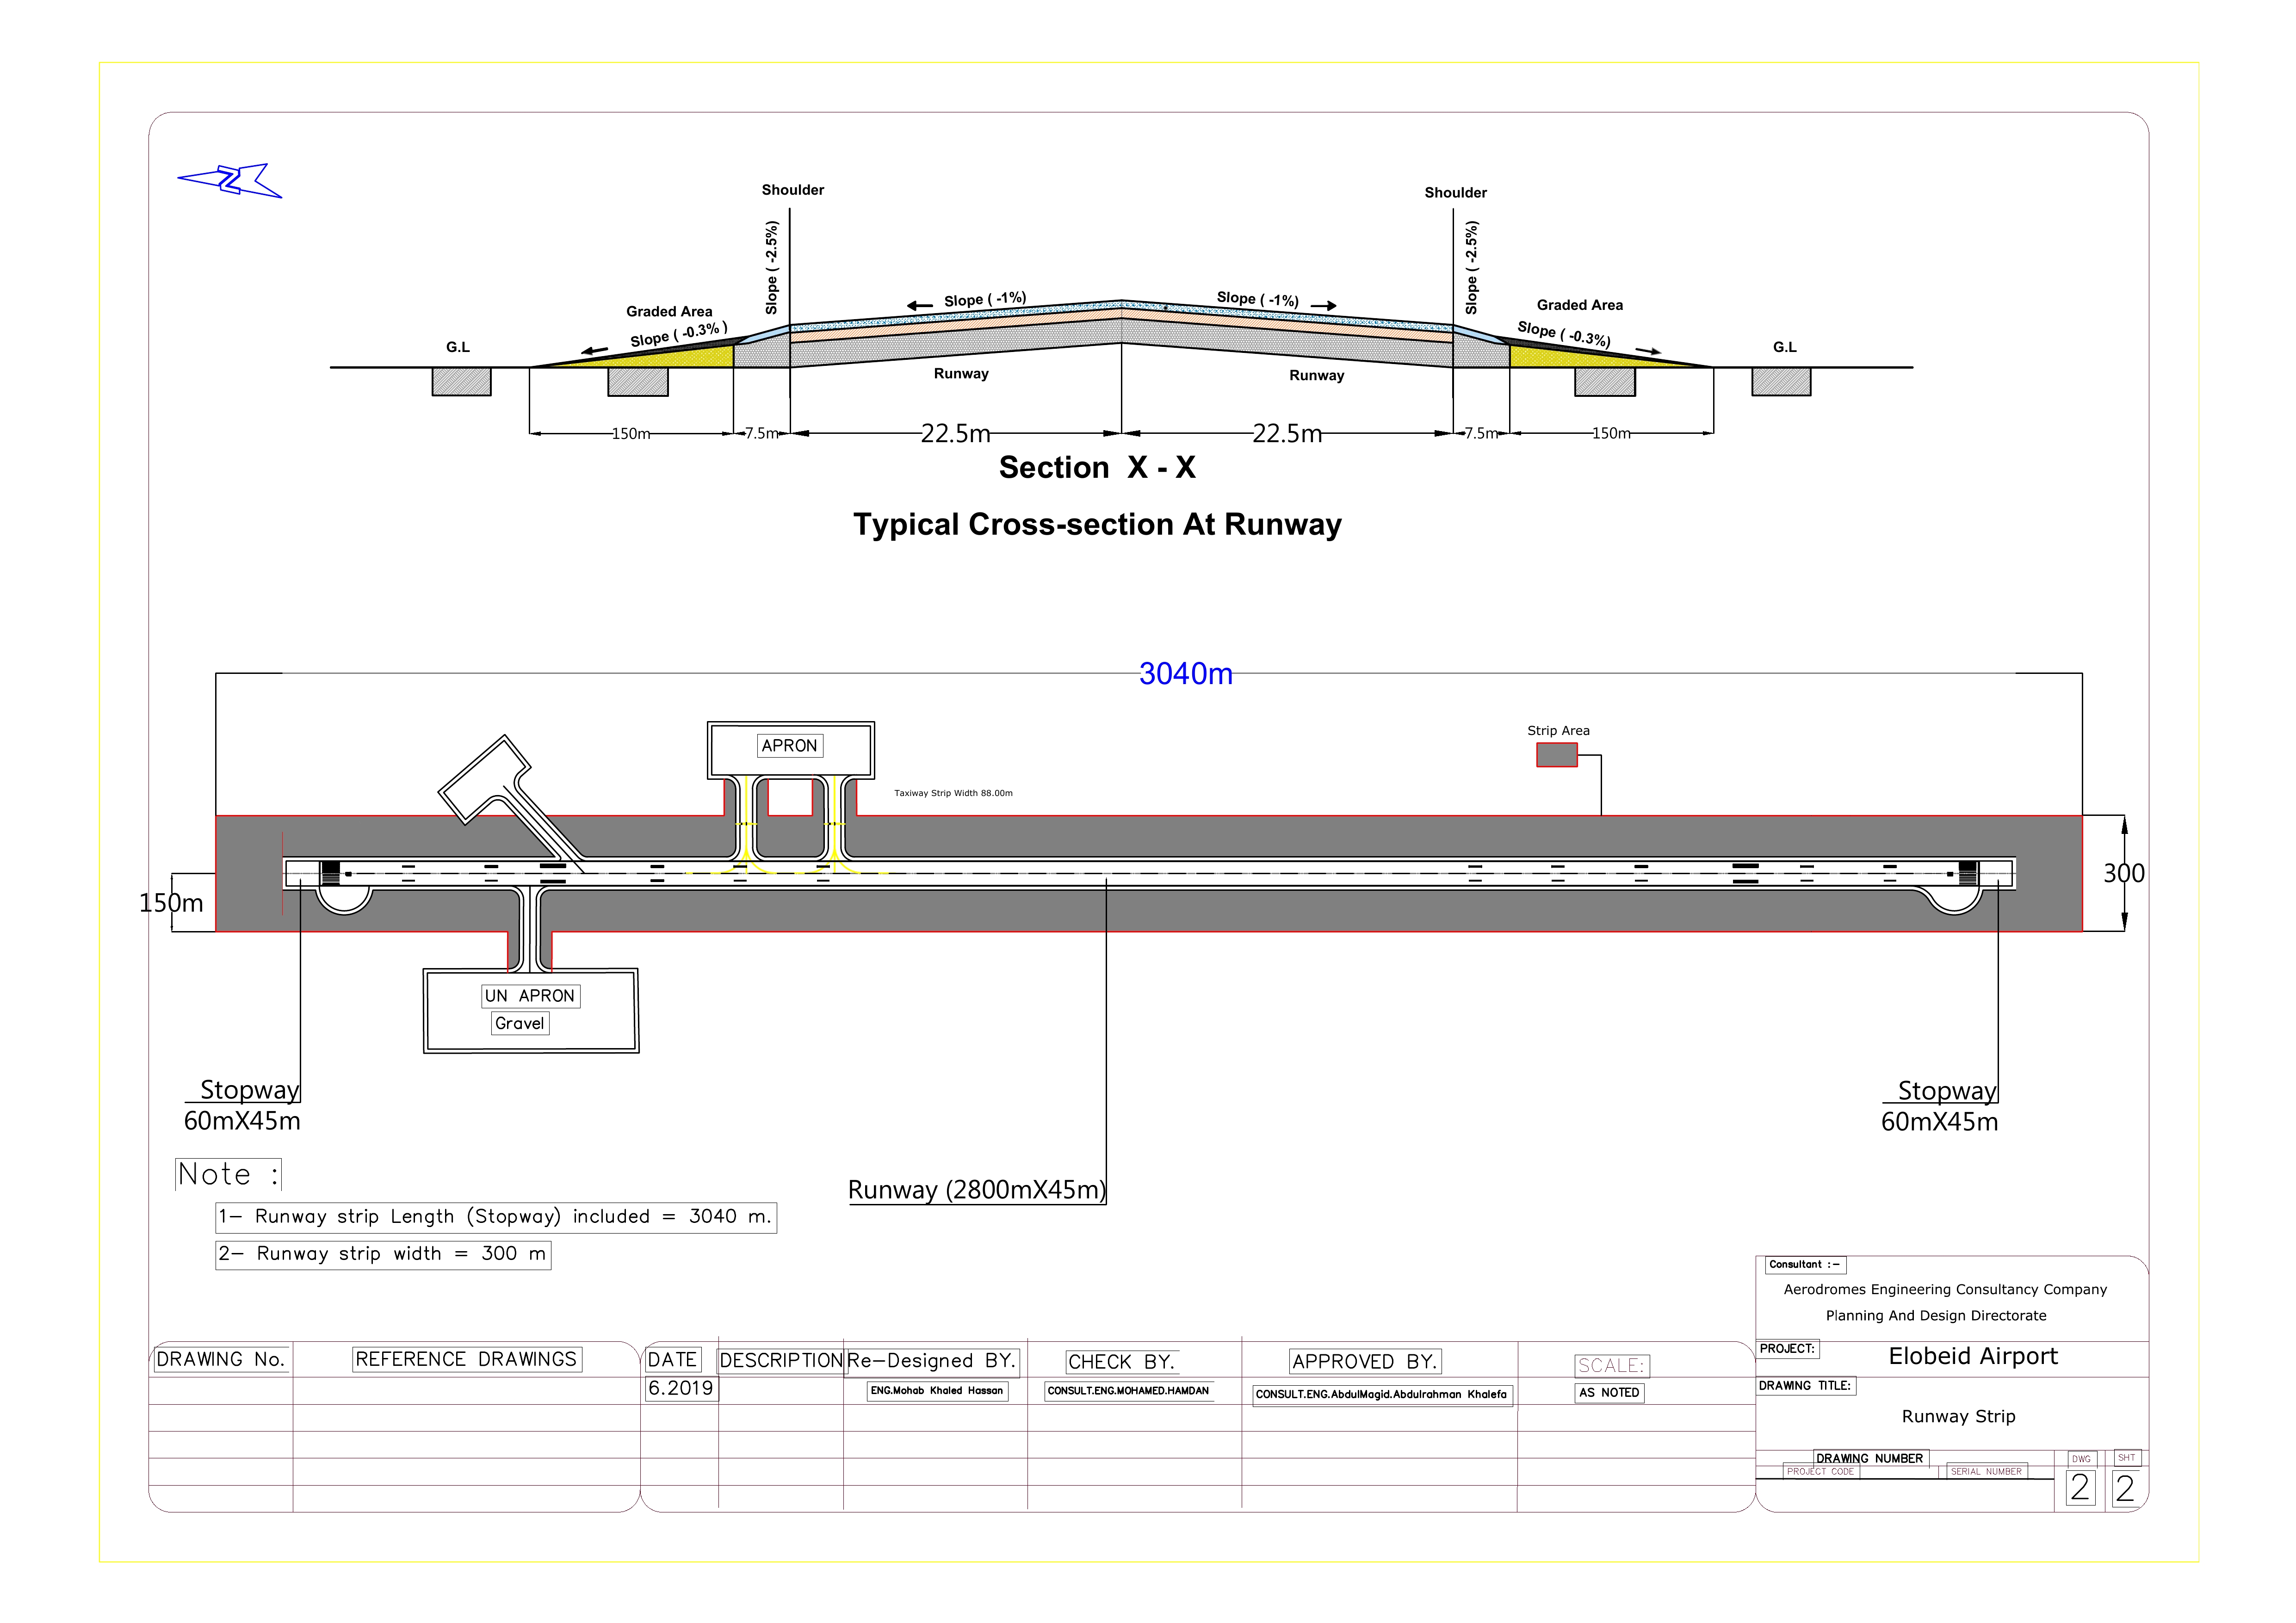 Shoulder
Shoulder
Slope ( -2.5%)
Slope ( -2.5%)
Slope ( -1%)
Slope ( -1%)
Graded Area
Graded Area
Slope ( -0.3% )
Slope ( -0.3%)
G.L
G.L
Runway
Runway
150m
7.5m
22.5m
22.5m
7.5m
150m
Section X - X
Typical Cross-section At Runway
3040m
Strip Area
APRON
Taxiway Strip Width 88.00m
150m
300
UN APRON
Gravel
Stopway
60mX45m
Stopway
60mX45m
Runway (2800mX45m)
Note :
1- Runway strip Length (Stopway) included = 3040 m.
2- Runway strip width = 300 m
Consultant :-
Aerodromes Engineering Consultancy Company
Planning And Design Directorate
PROJECT:
Elobeid Airport
DRAWING TITLE:
Runway Strip
DRAWING NUMBER
PROJECT CODE
SERIAL NUMBER
DWG
SHT
2
2
DRAWING No.
REFERENCE DRAWINGS
DATE
DESCRIPTION
Re-Designed BY.
CHECK BY.
APPROVED BY.
SCALE:
6.2019
ENG.Mohab Khaled Hassan
CONSULT.ENG.MOHAMED.HAMDAN
CONSULT.ENG.AbdulMagid.Abdulrahman Khalefa
AS NOTED